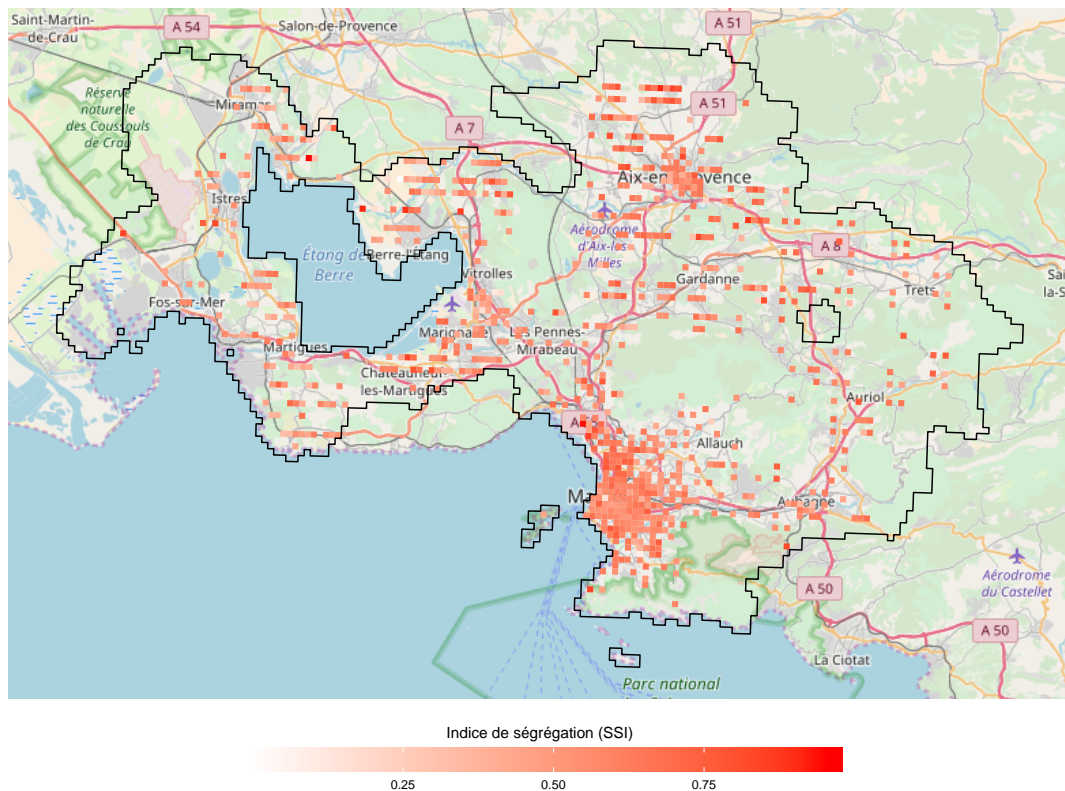 Saint-Martin-
de-Crau
A 54
Salon-de-Provence
A 51
Réserve
naturelle
des Coussouls
de Crau
Miramas
A 7
A 51
Aix-en-Provence
Istres
Étang de
Berre
Berre-l'Étang
Aérodrome
d'Aix-les
Milles
A 8
Vitrolles
Gardanne
Trets
Fos-sur-Mer
Marignane
Les Pennes-
Mirabeau
Martigues
Châteauneuf-
les-Martigues
Auriol
Allauch
Aubagne
Aérodrome
du Castellet
A 50
A 50
La Ciotat
Parc national
Indice de ségrégation (SSI)
0.25
0.50
0.75